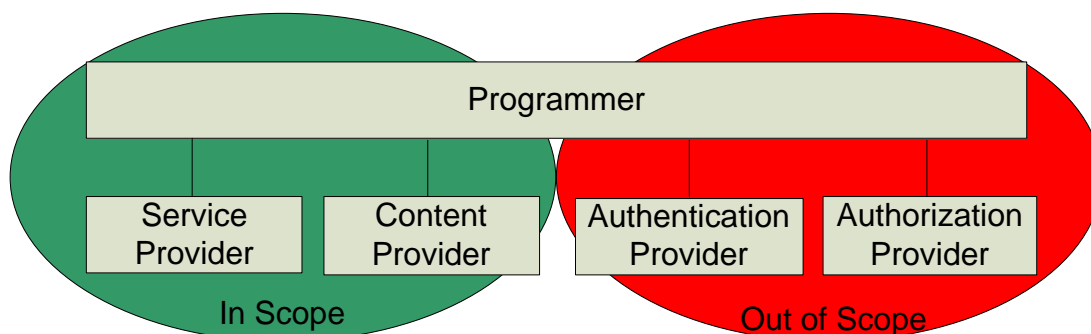 Programmer
Service
Provider
Content
Provider
Authentication
Provider
Authorization
Provider
In Scope
Out of Scope